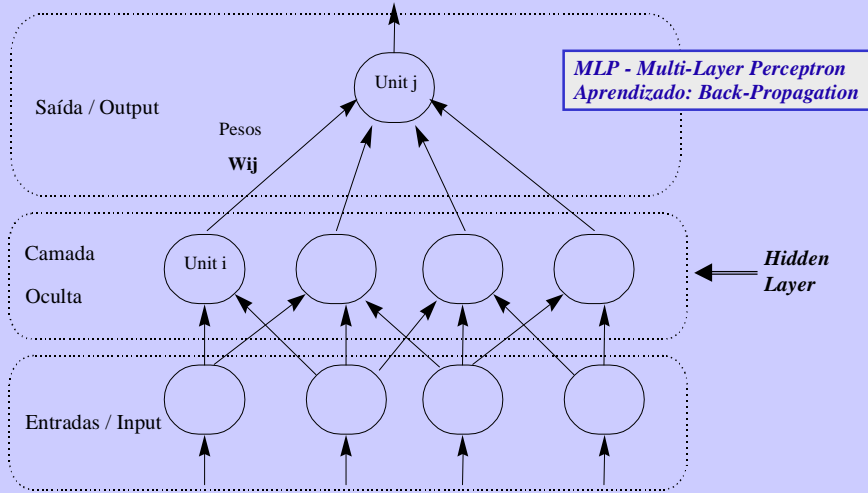 Unit j
MLP - Multi-Layer Perceptron
Aprendizado: Back-Propagation
Saída / Output
Pesos
Wij
Camada
Oculta
Unit i
Hidden
Layer
Entradas / Input